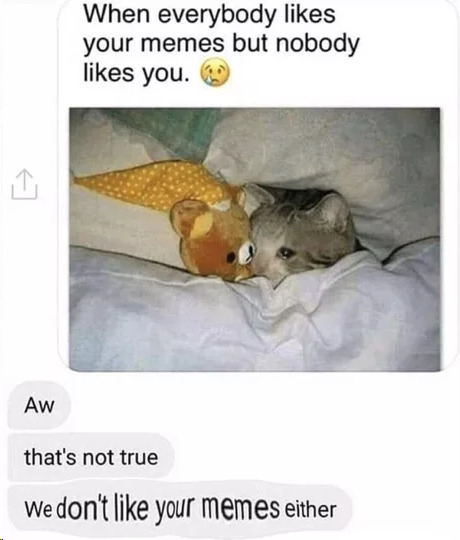 When everybody likes
your memes but nobody
likes you. 😢
Aw
that's not true
We don't like your memes either